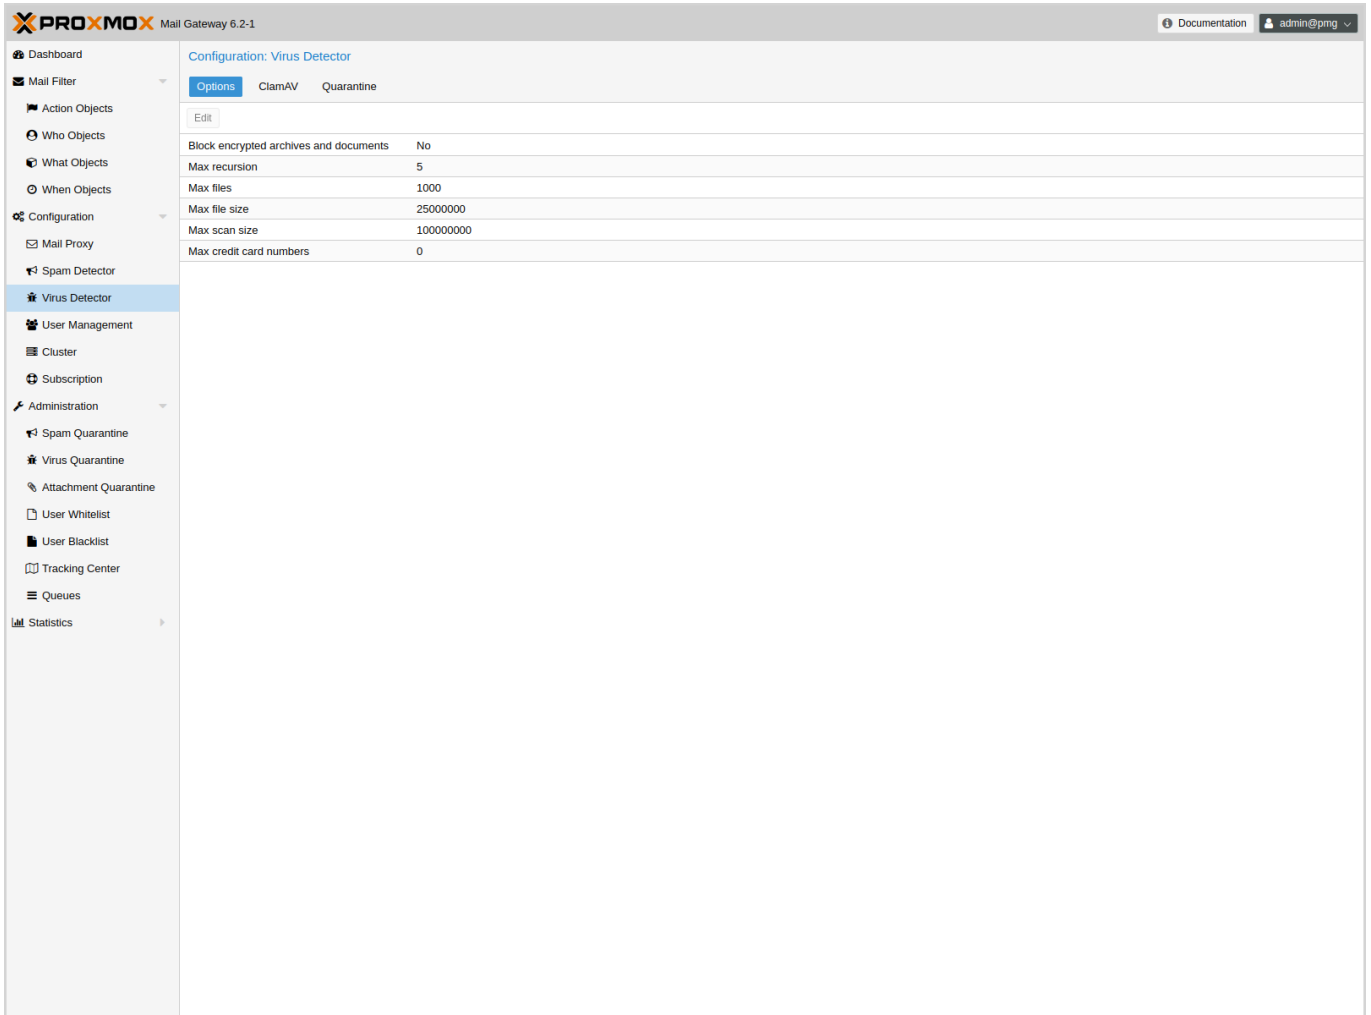 PROXMOX Mail Gateway 6.2-1 Documentation admin@pmg
Dashboard
Mail Filter
Action Objects
Who Objects
What Objects
When Objects
Configuration
Mail Proxy
Spam Detector
Virus Detector
User Management
Cluster
Subscription
Administration
Spam Quarantine
Virus Quarantine
Attachment Quarantine
User Whitelist
User Blacklist
Tracking Center
Queues
Statistics
Configuration: Virus Detector
Options ClamAV Quarantine
Edit
Block encrypted archives and documents No
Max recursion 5
Max files 1000
Max file size 25000000
Max scan size 100000000
Max credit card numbers 0